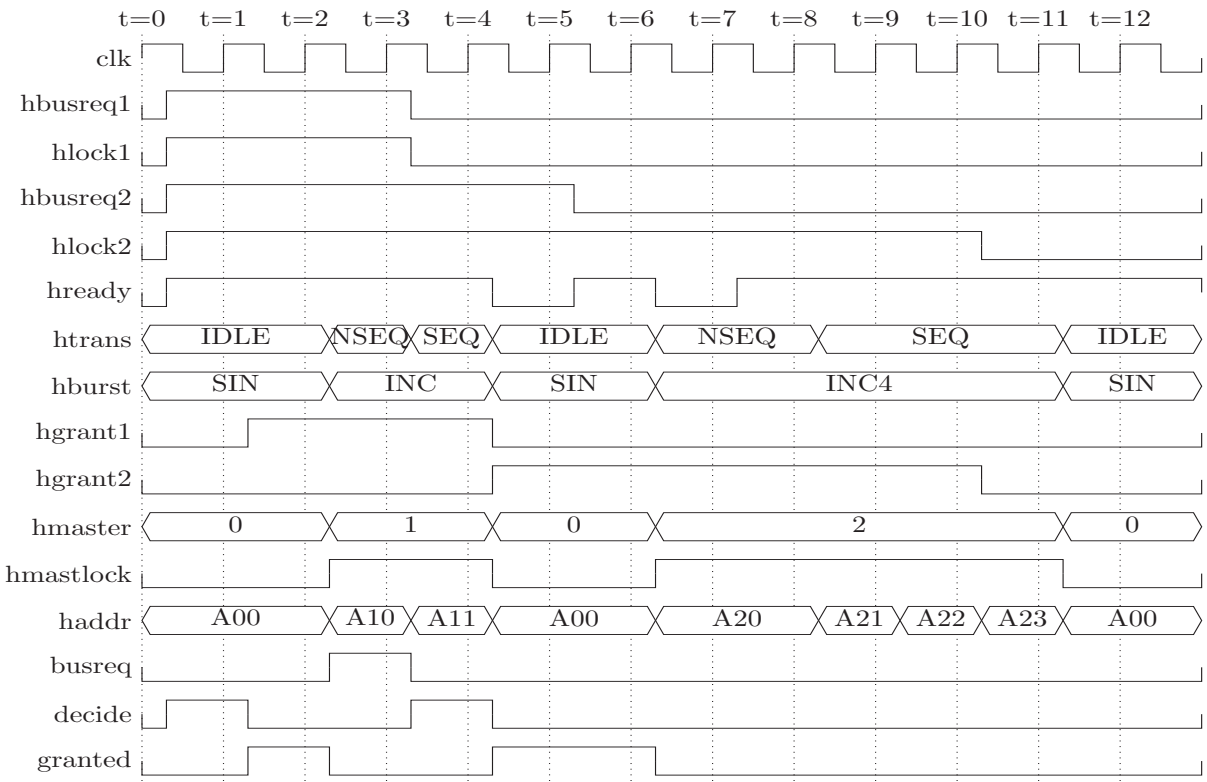 t=0 t=1 t=2 t=3 t=4 t=5 t=6 t=7 t=8 t=9 t=10 t=11 t=12
clk
hbusreq1
hlock1
hbusreq2
hlock2
hready
htrans IDLE NSEQ SEQ IDLE NSEQ SEQ IDLE
hburst SIN INC SIN INC4 SIN
hgrant1
hgrant2
hmaster 0 1 0 2 0
hmastlock
haddr A00 A10 A11 A00 A20 A21 A22 A23 A00
busreq
decide
granted